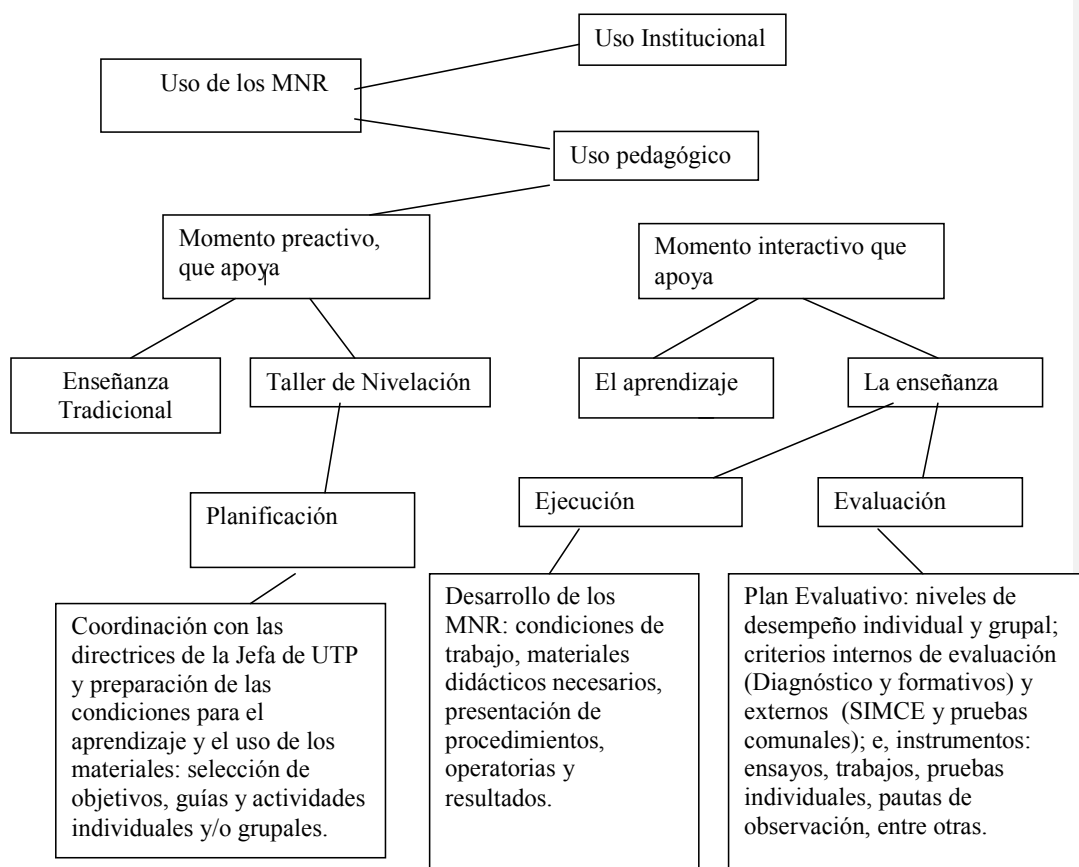 Uso Institucional
Uso de los MNR
Uso pedagógico
Momento preactivo,
que apoya
Momento interactivo que
apoya
Enseñanza
Tradicional
Taller de Nivelación
El aprendizaje
La enseñanza
Planificación
Ejecución
Evaluación
Coordinación con las
directrices de la Jefa de UTP
y preparación de las
condiciones para el
aprendizaje y el uso de los
materiales: selección de
objetivos, guías y actividades
individuales y/o grupales.
Desarrollo de los
MNR: condiciones de
trabajo, materiales
didácticos necesarios,
presentación de
procedimientos,
operatorias y
resultados.
Plan Evaluativo: niveles de
desempeño individual y grupal;
criterios internos de evaluación
(Diagnóstico y formativos) y
externos (SIMCE y pruebas
comunales); e, instrumentos:
ensayos, trabajos, pruebas
individuales, pautas de
observación, entre otras.